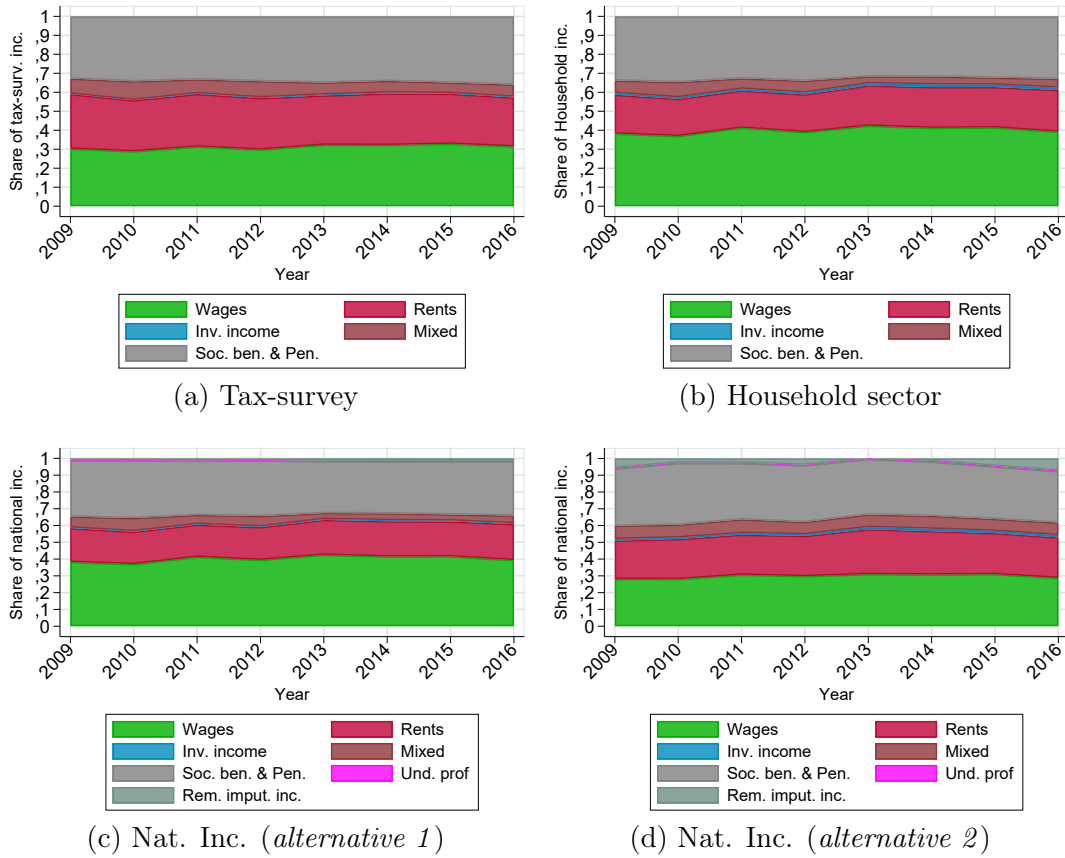 Share of tax-surv. inc.
1
,9
,8
,7
,6
,5
,4
,3
,2
,1
0
2009 2010 2011 2012 2013 2014 2015 2016
Year
Wages Rents
Inv. income Mixed
Soc. ben. & Pen.
(a) Tax-survey
Share of Household inc.
1
,9
,8
,7
,6
,5
,4
,3
,2
,1
0
2009 2010 2011 2012 2013 2014 2015 2016
Year
Wages Rents
Inv. income Mixed
Soc. ben. & Pen.
(b) Household sector
Share of national inc.
1
,9
,8
,7
,6
,5
,4
,3
,2
,1
0
2009 2010 2011 2012 2013 2014 2015 2016
Year
Wages Rents
Inv. income Mixed
Soc. ben. & Pen. Und. prof
Rem. imput. inc.
(c) Nat. Inc. (alternative 1)
Share of national inc.
1
,9
,8
,7
,6
,5
,4
,3
,2
,1
0
2009 2010 2011 2012 2013 2014 2015 2016
Year
Wages Rents
Inv. income Mixed
Soc. ben. & Pen. Und. prof
Rem. imput. inc.
(d) Nat. Inc. (alternative 2)